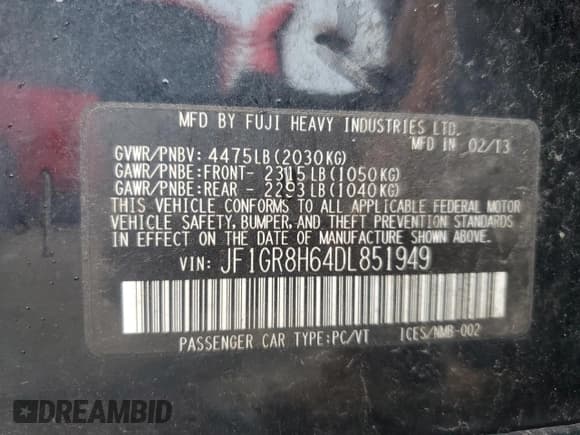 MFD BY FUJI HEAVY INDUSTRIES LTD.
MFD IN 02/13
GVWR/PNBV: 4475LB(2030KG)
GAWR/PNBE:FRONT- 2315LB(1050KG)
GAWR/PNBE:REAR - 2293LB(1040KG)
THIS VEHICLE CONFORMS TO ALL APPLICABLE FEDERAL MOTOR
VEHICLE SAFETY, BUMPER, AND THEFT PREVENTION STANDARDS
IN EFFECT ON THE DATE OF MANUFACTURE SHOWN ABOVE.
VIN: JF1GR8H64DL851949
PASSENGER CAR TYPE:PC/VT ICES/NMB-002
DREAMBID